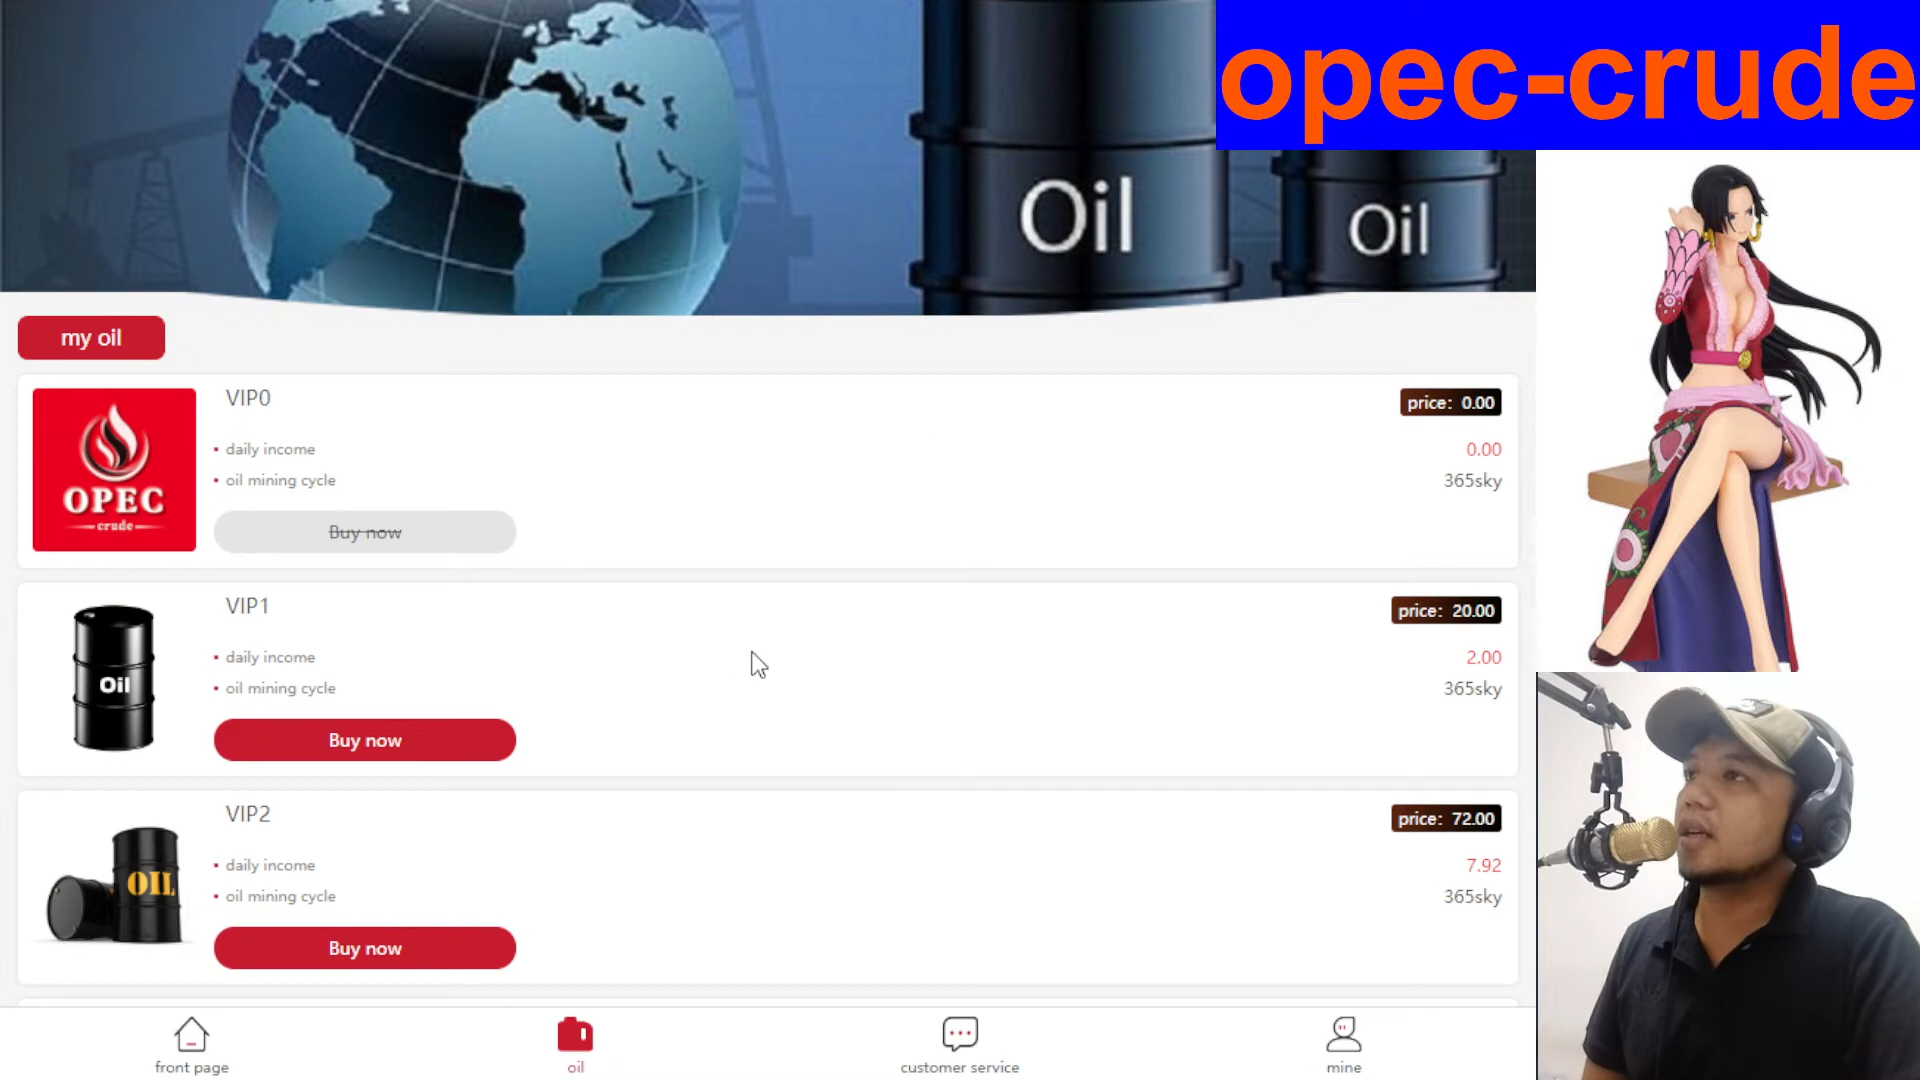 opec-crude
Oil
Oil
my oil
OPEC
crude
VIP0
price: 0.00
daily income
0.00
oil mining cycle
365sky
Buy now
Oil
VIP1
price: 20.00
daily income
2.00
oil mining cycle
365sky
Buy now
OIL
VIP2
price: 72.00
daily income
7.92
oil mining cycle
365sky
Buy now
front page
oil
customer service
mine